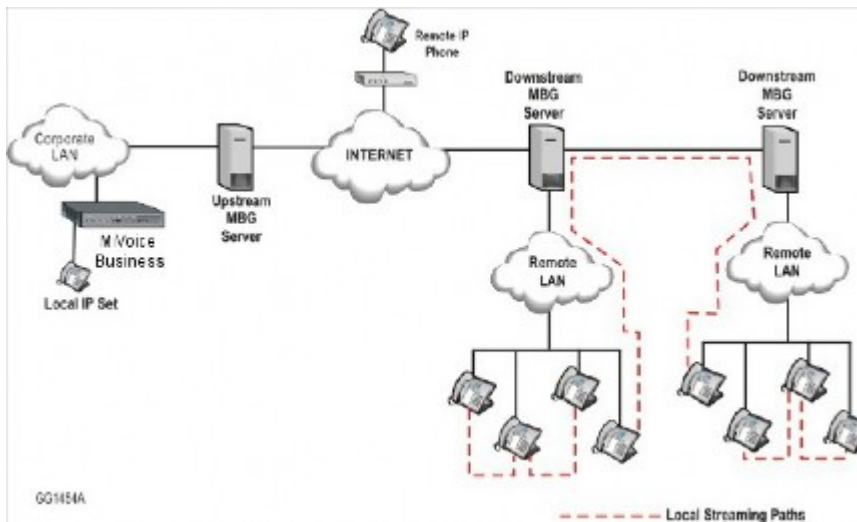 Remote IP
Phone
Downstream
MBG
Server
Downstream
MBG
Server
Corporate
LAN
INTERNET
Upstream
MBG
Server
MiVoice
Business
Local IP Set
Remote
LAN
Remote
LAN
GG1454A
Local Streaming Paths